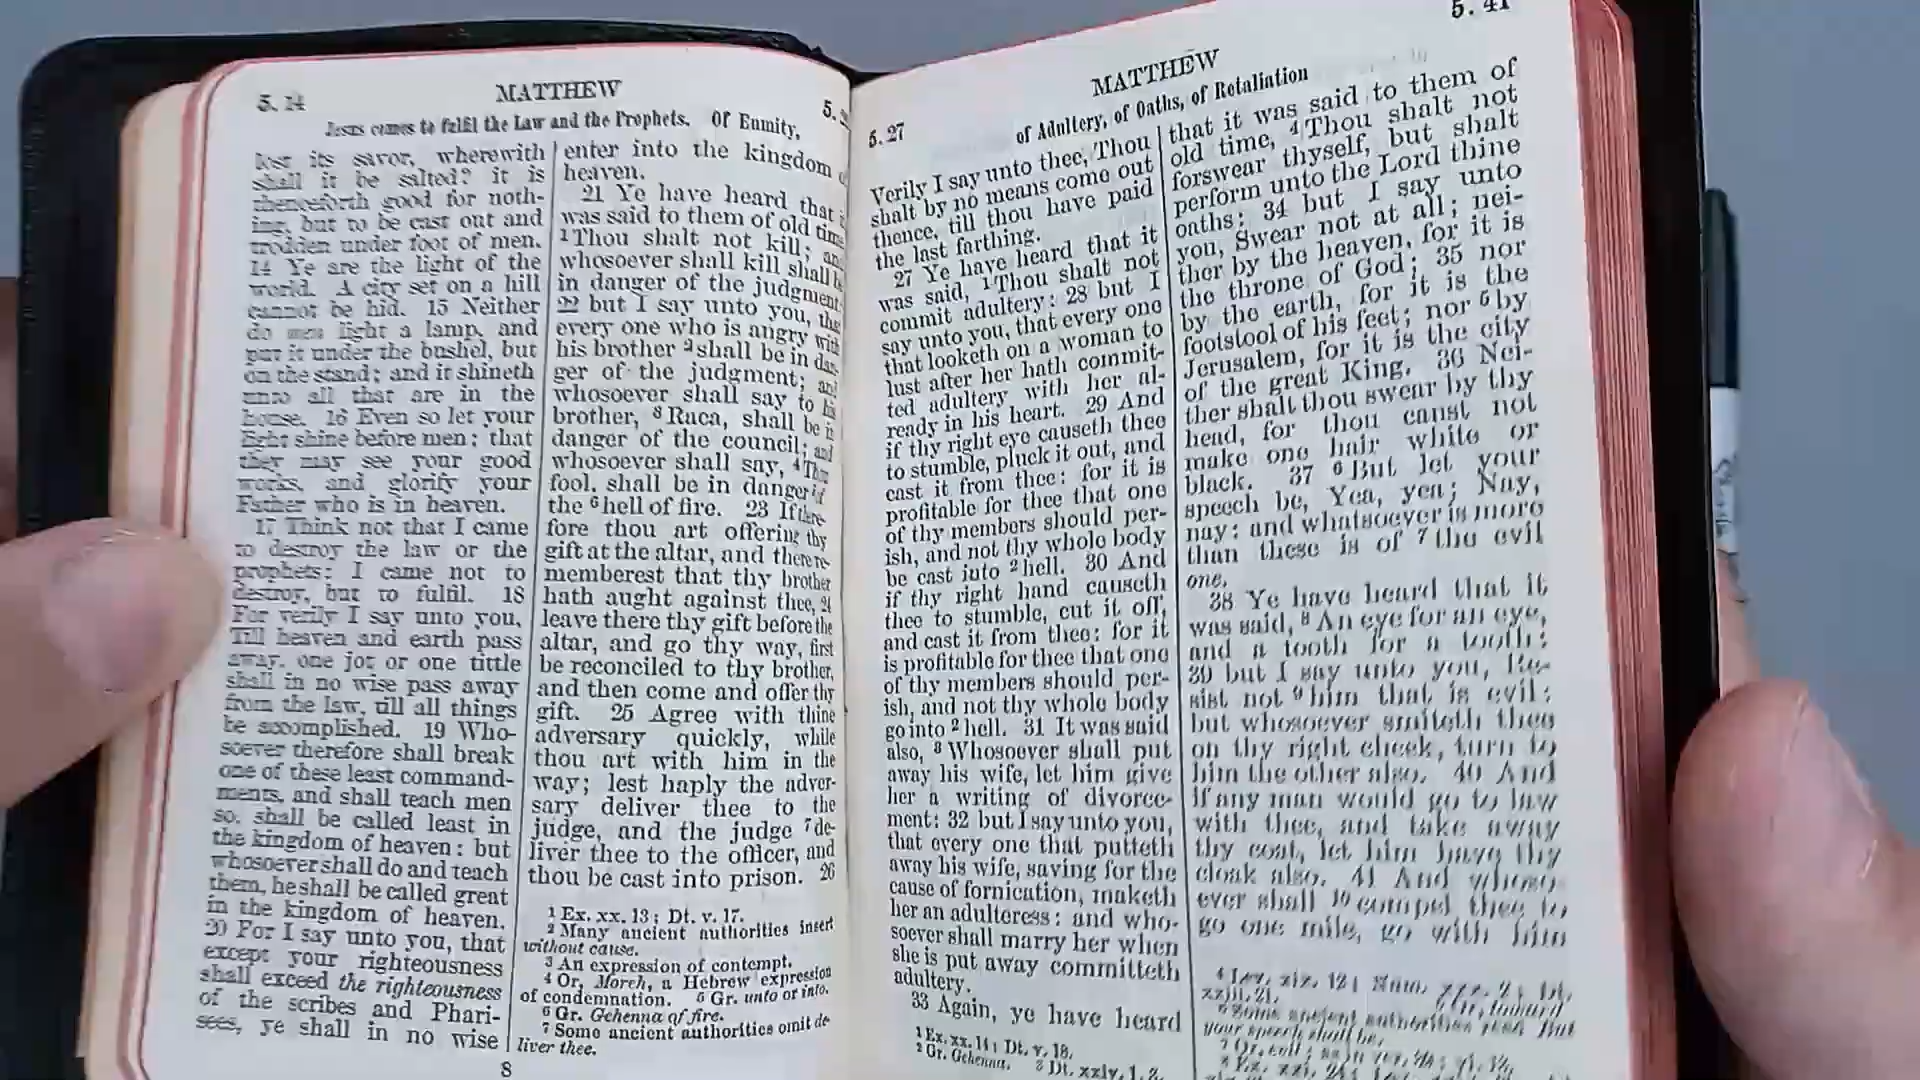 5. 14
MATTHEW
5.
Jesus comes to fulfil the Law and the Prophets. Of Enmity,
lost its savor, wherewith
shall it be salted? it is
thenceforth good for noth-
ing, but to be cast out and
trodden under foot of men.
14 Ye are the light of the
world. A city set on a hill
cannot be hid. 15 Neither
do men light a lamp, and
put it under the bushel, but
on the stand; and it shineth
unto all that are in the
house. 16 Even so let your
light shine before men; that
they may see your good
works, and glorify your
Father who is in heaven.
17 Think not that I came
to destroy the law or the
prophets: I came not to
destroy, but to fulfil. 18
For verily I say unto you,
Till heaven and earth pass
away, one jot or one tittle
shall in no wise pass away
from the law, till all things
be accomplished. 19 Who-
soever therefore shall break
one of these least command-
ments, and shall teach men
so, shall be called least in
the kingdom of heaven: but
whosoever shall do and teach
them, he shall be called great
in the kingdom of heaven.
20 For I say unto you, that
except your righteousness
shall exceed the righteousness
of the scribes and Phari-
sees, ye shall in no wise
enter into the kingdom
heaven.
21 Ye have heard that
was said to them of old time
1 Thou shalt not kill; and
whosoever shall kill shall be
in danger of the judgment:
22 but I say unto you, that
every one who is angry with
his brother 2 shall be in dan-
ger of the judgment; and
whosoever shall say to his
brother, 3 Raca, shall be in
danger of the council; and
whosoever shall say, 4 Thou
fool, shall be in danger of
the 6 hell of fire. 23 If there-
fore thou art offering thy
gift at the altar, and there re-
memberest that thy brother
hath aught against thee, 24
leave there thy gift before the
altar, and go thy way, first
be reconciled to thy brother,
and then come and offer thy
gift. 25 Agree with thine
adversary quickly, while
thou art with him in the
way; lest haply the adver-
sary deliver thee to the
judge, and the judge 7 de-
liver thee to the officer, and
thou be cast into prison. 26
1 Ex. xx. 13; Dt. v. 17.
2 Many ancient authorities insert
without cause.
3 An expression of contempt.
4 Or, Moreh, a Hebrew expression
of condemnation. 5 Gr. unto or into.
6 Gr. Gehenna of fire.
7 Some ancient authorities omit de-
liver thee.
8
5. 27
MATTHEW
5. 41
of Adultery, of Oaths, of Retaliation
Verily I say unto thee, Thou
shalt by no means come out
thence, till thou have paid
the last farthing.
27 Ye have heard that it
was said, 1 Thou shalt not
commit adultery: 28 but I
say unto you, that every one
that looketh on a woman to
lust after her hath commit-
ted adultery with her al-
ready in his heart. 29 And
if thy right eye causeth thee
to stumble, pluck it out, and
cast it from thee: for it is
profitable for thee that one
of thy members should per-
ish, and not thy whole body
be cast into 2 hell. 30 And
if thy right hand causeth
thee to stumble, cut it off,
and cast it from thee: for it
is profitable for thee that one
of thy members should per-
ish, and not thy whole body
go into 2 hell. 31 It was said
also, 3 Whosoever shall put
away his wife, let him give
her a writing of divorce-
ment: 32 but I say unto you,
that every one that putteth
away his wife, saving for the
cause of fornication, maketh
her an adulteress: and who-
soever shall marry her when
she is put away committeth
adultery.
33 Again, ye have heard
1 Ex. xx. 14; Dt. v. 18.
2 Gr. Gehenna. 3 Dt. xxiv. 1, 3.
that it was said to them of
old time, 4 Thou shalt not
forswear thyself, but shalt
perform unto the Lord thine
oaths: 34 but I say unto
you, Swear not at all; nei-
ther by the heaven, for it is
the throne of God; 35 nor
by the earth, for it is the
footstool of his feet; nor 5 by
Jerusalem, for it is the city
of the great King. 36 Nei-
ther shalt thou swear by thy
head, for thou canst not
make one hair white or
black. 37 6 But let your
speech be, Yea, yea; Nay,
nay: and whatsoever is more
than these is of 7 the evil
one.
38 Ye have heard that it
was said, 8 An eye for an eye,
and a tooth for a tooth:
39 but I say unto you, Re-
sist not 9 him that is evil:
but whosoever smiteth thee
on thy right cheek, turn to
him the other also. 40 And
if any man would go to law
with thee, and take away
thy coat, let him have thy
cloak also. 41 And whoso-
ever shall 10 compel thee to
go one mile, go with him
4 Lev. xix. 12; Num. xxx. 2; Dt.
xxiii. 21.
6 Some ancient authorities read But
your speech shall be.